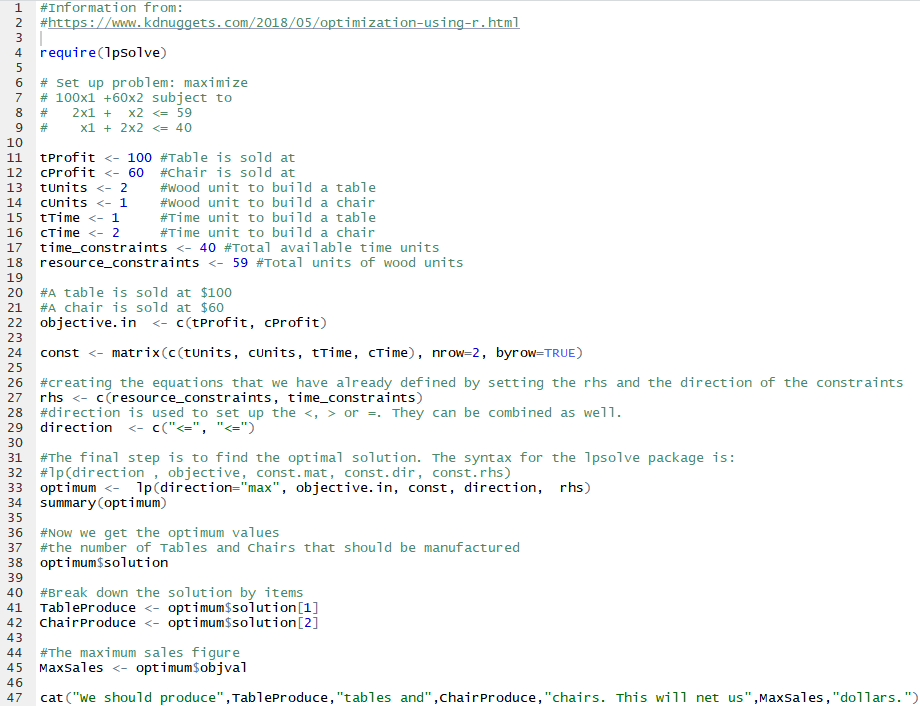 1 #Information from:
2 #https://www.kdnuggets.com/2018/05/optimization-using-r.html
3
4 require(lpSolve)
5
6 # Set up problem: maximize
7 # 100x1 +60x2 subject to
8 #   2x1 +  x2 <= 59
9 #    x1 + 2x2 <= 40
10
11 tProfit <- 100 #Table is sold at
12 cProfit <- 60  #Chair is sold at
13 tUnits <- 2    #Wood unit to build a table
14 cUnits <- 1    #Wood unit to build a chair
15 tTime <- 1     #Time unit to build a table
16 cTime <- 2     #Time unit to build a chair
17 time_constraints <- 40 #Total available time units
18 resource_constraints <- 59 #Total units of wood units
19
20 #A table is sold at $100
21 #A chair is sold at $60
22 objective.in  <- c(tProfit, cProfit)
23
24 const <- matrix(c(tUnits, cUnits, tTime, cTime), nrow=2, byrow=TRUE)
25
26 #creating the equations that we have already defined by setting the rhs and the direction of the constraints
27 rhs <- c(resource_constraints, time_constraints)
28 #direction is used to set up the <, > or =. They can be combined as well.
29 direction  <- c("<=", "<=")
30
31 #The final step is to find the optimal solution. The syntax for the lpsolve package is:
32 #lp(direction , objective, const.mat, const.dir, const.rhs)
33 optimum <-  lp(direction="max", objective.in, const, direction,  rhs)
34 summary(optimum)
35
36 #Now we get the optimum values
37 #the number of Tables and Chairs that should be manufactured
38 optimum$solution
39
40 #Break down the solution by items
41 TableProduce <- optimum$solution[1]
42 ChairProduce <- optimum$solution[2]
43
44 #The maximum sales figure
45 MaxSales <- optimum$objval
46
47 cat("We should produce",TableProduce,"tables and",ChairProduce,"chairs. This will net us",MaxSales,"dollars.")